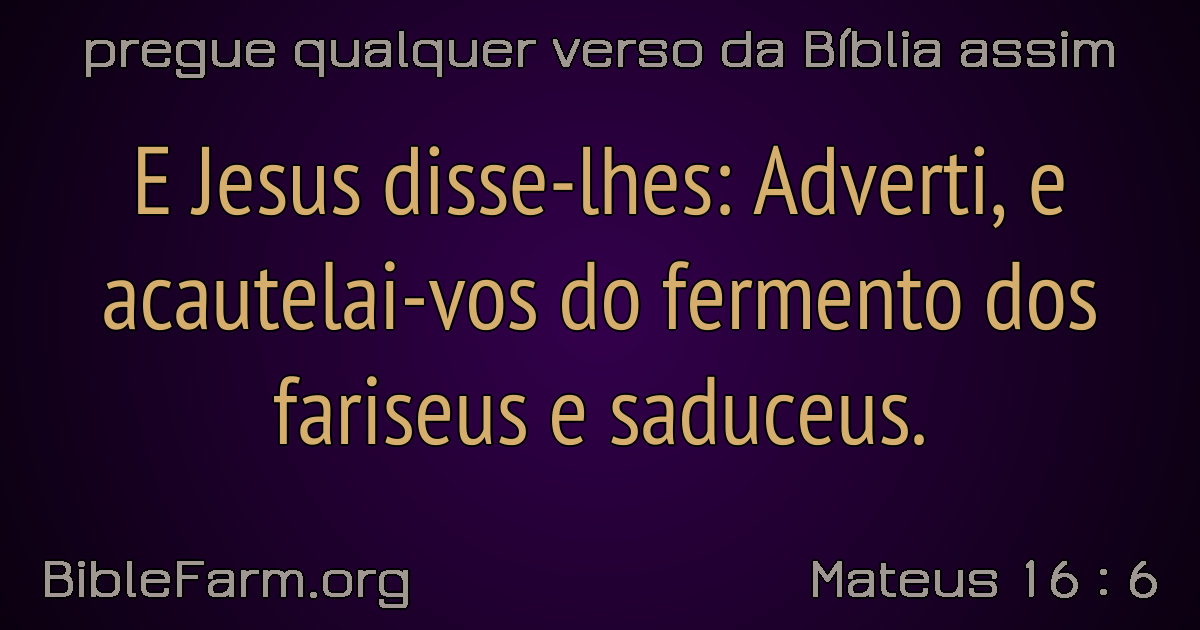 pregue qualquer verso da Bíblia assim
E Jesus disse-lhes: Adverti, e
acautelai-vos do fermento dos
fariseus e saduceus.
BibleFarm.org
Mateus 16 : 6